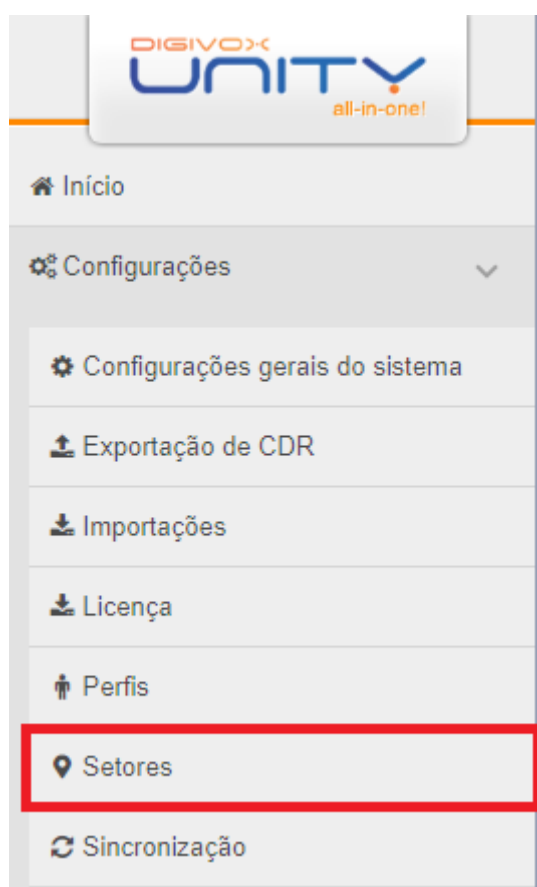 DIGIVOX
UNITY
all-in-one!
Início
Configurações
Configurações gerais do sistema
Exportação de CDR
Importações
Licença
Perfis
Setores
Sincronização